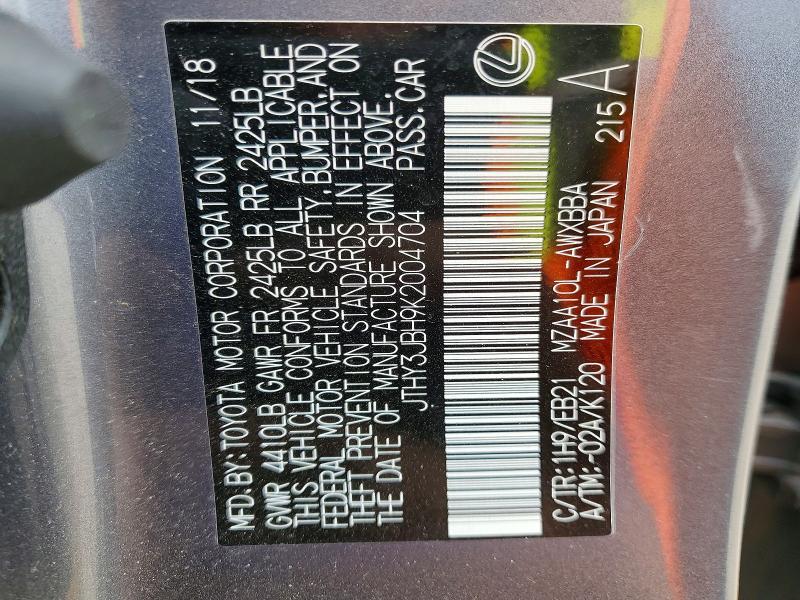 MFD.BY:TOYOTA MOTOR CORPORATION 11/18
GVWR 4410LB GAWR FR 2425LB RR 2425LB
THIS VEHICLE CONFORMS TO ALL APPLICABLE
FEDERAL MOTOR VEHICLE SAFETY,BUMPER,AND
THEFT PREVENTION STANDARDS IN EFFECT ON
THE DATE OF MANUFACTURE SHOWN ABOVE.
JTHY3JBH9K2004704 PASS.CAR
C/TR:1H9/EB21 MZAA10L-AWXBBA
A/TM:-02A/K120 MADE IN JAPAN 215 A